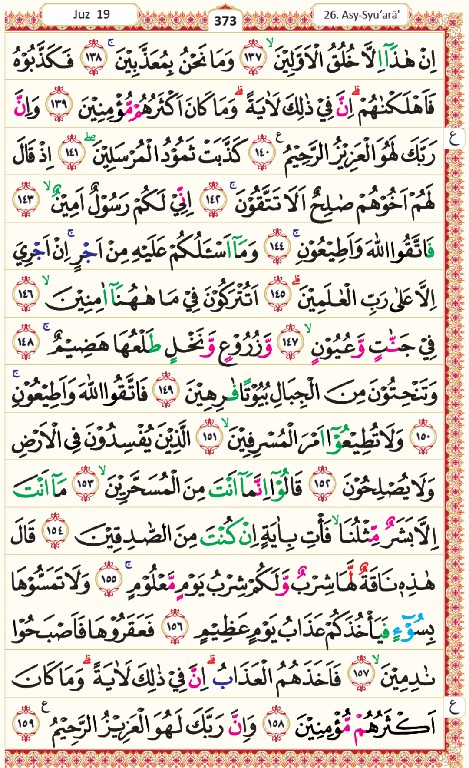 Juz 19
373
26. Asy-Syu'arā'
اِنْ هٰذَآ اِلَّا خُلُقُ الْاَوَّلِيْنَ ۙ ١٣٧ وَمَا نَحْنُ بِمُعَذَّبِيْنَ ۚ ١٣٨ فَكَذَّبُوْهُ
فَاَهْلَكْنٰهُمْ ۗ اِنَّ فِيْ ذٰلِكَ لَاٰيَةً ۗ وَمَا كَانَ اَكْثَرُهُمْ مُّؤْمِنِيْنَ ١٣٩ وَاِنَّ
رَبَّكَ لَهُوَ الْعَزِيْزُ الرَّحِيْمُ ࣖ ١٤٠ كَذَّبَتْ ثَمُوْدُ الْمُرْسَلِيْنَ ۖ ١٤١ اِذْ قَالَ
ع
لَهُمْ اَخُوْهُمْ صٰلِحٌ اَلَا تَتَّقُوْنَ ۚ ١٤٢ اِنِّيْ لَكُمْ رَسُوْلٌ اَمِيْنٌ ۙ ١٤٣
فَاتَّقُوا اللّٰهَ وَاَطِيْعُوْنِ ۚ ١٤٤ وَمَآ اَسْـَٔلُكُمْ عَلَيْهِ مِنْ اَجْرٍ ۚ اِنْ اَجْرِيَ
اِلَّا عَلٰى رَبِّ الْعٰلَمِيْنَ ۗ ١٤٥ اَتُتْرَكُوْنَ فِيْ مَا هٰهُنَآ اٰمِنِيْنَ ۙ ١٤٦
فِيْ جَنّٰتٍ وَّعُيُوْنٍ ۙ ١٤٧ وَّزُرُوْعٍ وَّنَخْلٍ طَلْعُهَا هَضِيْمٌ ۚ ١٤٨
وَتَنْحِتُوْنَ مِنَ الْجِبَالِ بُيُوْتًا فٰرِهِيْنَ ١٤٩ فَاتَّقُوا اللّٰهَ وَاَطِيْعُوْنِ ۚ
١٥٠ وَلَا تُطِيْعُوْٓا اَمْرَ الْمُسْرِفِيْنَ ۙ ١٥١ الَّذِيْنَ يُفْسِدُوْنَ فِى الْاَرْضِ
وَلَا يُصْلِحُوْنَ ١٥٢ قَالُوْٓا اِنَّمَآ اَنْتَ مِنَ الْمُسَحَّرِيْنَ ۙ ١٥٣ مَآ اَنْتَ
اِلَّا بَشَرٌ مِّثْلُنَا ۙ فَأْتِ بِاٰيَةٍ اِنْ كُنْتَ مِنَ الصّٰدِقِيْنَ ١٥٤ قَالَ
هٰذِهٖ نَاقَةٌ لَّهَا شِرْبٌ وَّلَكُمْ شِرْبُ يَوْمٍ مَّعْلُوْمٍ ۚ ١٥٥ وَلَا تَمَسُّوْهَا
بِسُوْۤءٍ فَيَأْخُذَكُمْ عَذَابُ يَوْمٍ عَظِيْمٍ ١٥٦ فَعَقَرُوْهَا فَاَصْبَحُوْا
نٰدِمِيْنَ ۙ ١٥٧ فَاَخَذَهُمُ الْعَذَابُ ۗ اِنَّ فِيْ ذٰلِكَ لَاٰيَةً ۗ وَمَا كَانَ
اَكْثَرُهُمْ مُّؤْمِنِيْنَ ١٥٨ وَاِنَّ رَبَّكَ لَهُوَ الْعَزِيْزُ الرَّحِيْمُ ࣖ ١٥٩
ع